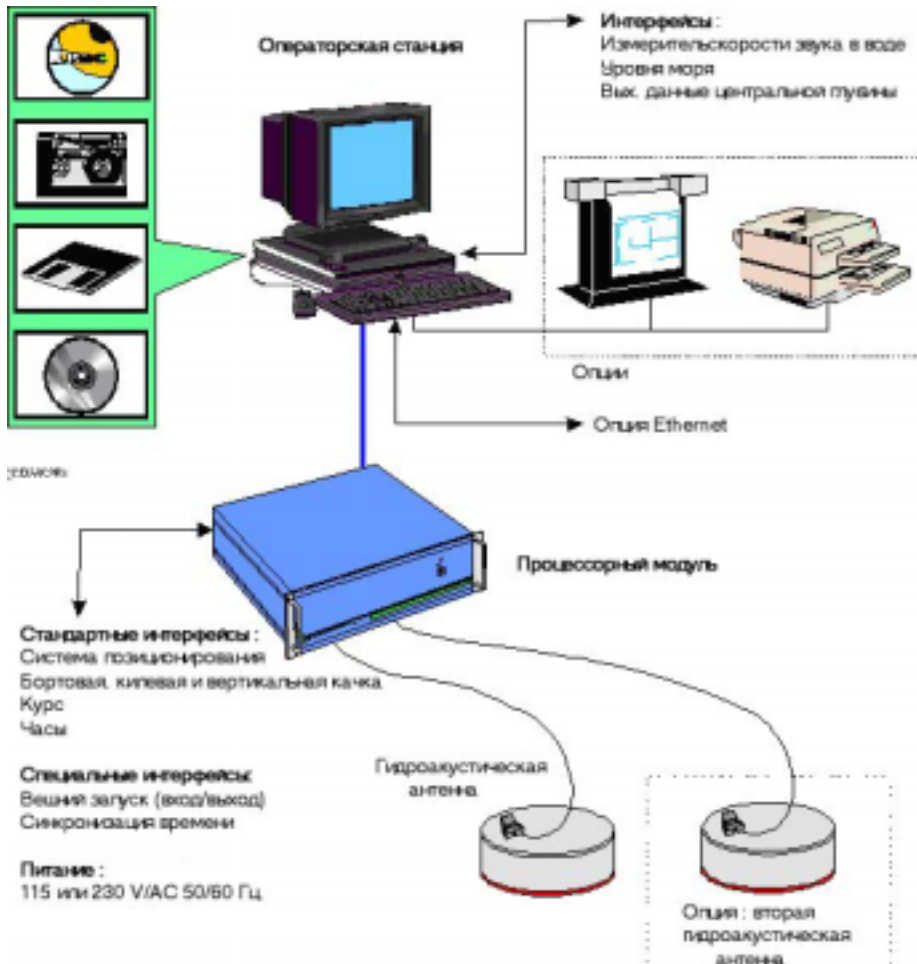 Операторская станция
Интерфейсы :
Измерительскорости звука в воде
Уровня моря
Вых. данные центральной глубины
Опции
Опция Ethernet
Процессорный модуль
Стандартные интерфейсы :
Система позиционирования
Бортовая, килевая и вертикальная качка
Курс
Часы
Специальные интерфейсы:
Вешний запуск (вход/выход)
Синхронизация времени
Питание :
115 или 230 V/AC 50/60 Гц
Гидроакустическая
антенна
Опция : вторая
гидроакустическая
антенна